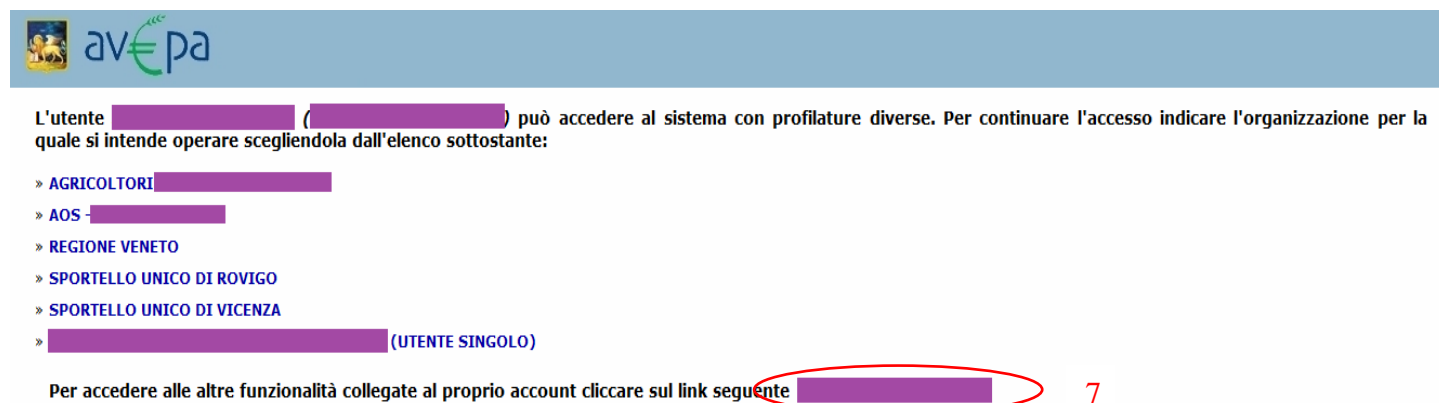 av€pa
L'utente ( ) può accedere al sistema con profilature diverse. Per continuare l'accesso indicare l'organizzazione per la
quale si intende operare scegliendola dall'elenco sottostante:
» AGRICOLTORI
» AOS -
» REGIONE VENETO
» SPORTELLO UNICO DI ROVIGO
» SPORTELLO UNICO DI VICENZA
» (UTENTE SINGOLO)
Per accedere alle altre funzionalità collegate al proprio account cliccare sul link seguente 7